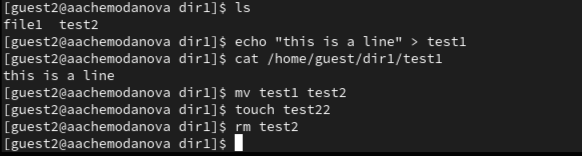 [guest2@aachemodanova dir1]$ ls
file1  test2
[guest2@aachemodanova dir1]$ echo "this is a line" > test1
[guest2@aachemodanova dir1]$ cat /home/guest/dir1/test1
this is a line
[guest2@aachemodanova dir1]$ mv test1 test2
[guest2@aachemodanova dir1]$ touch test22
[guest2@aachemodanova dir1]$ rm test2
[guest2@aachemodanova dir1]$